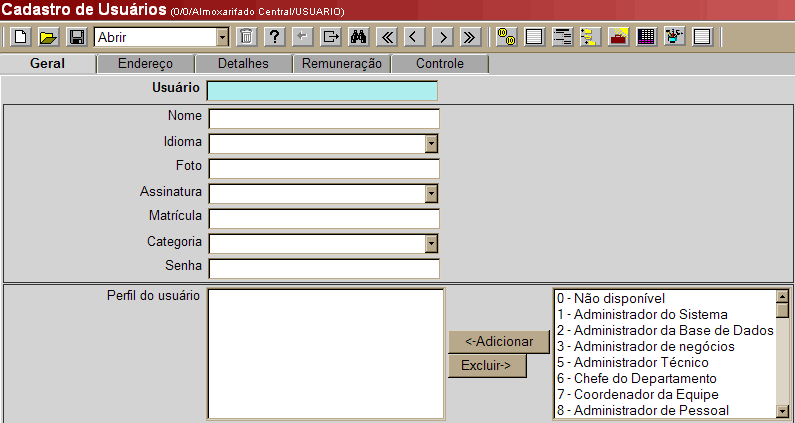 Cadastro de Usuários (0/0/Almoxarifado Central/USUARIO)
Abrir
Geral Endereço Detalhes Remuneração Controle
Usuário
Nome
Idioma
Foto
Assinatura
Matrícula
Categoria
Senha
Perfil do usuário
<-Adicionar
Excluir->
0 - Não disponível
1 - Administrador do Sistema
2 - Administrador da Base de Dados
3 - Administrador de negócios
5 - Administrador Técnico
6 - Chefe do Departamento
7 - Coordenador da Equipe
8 - Administrador de Pessoal